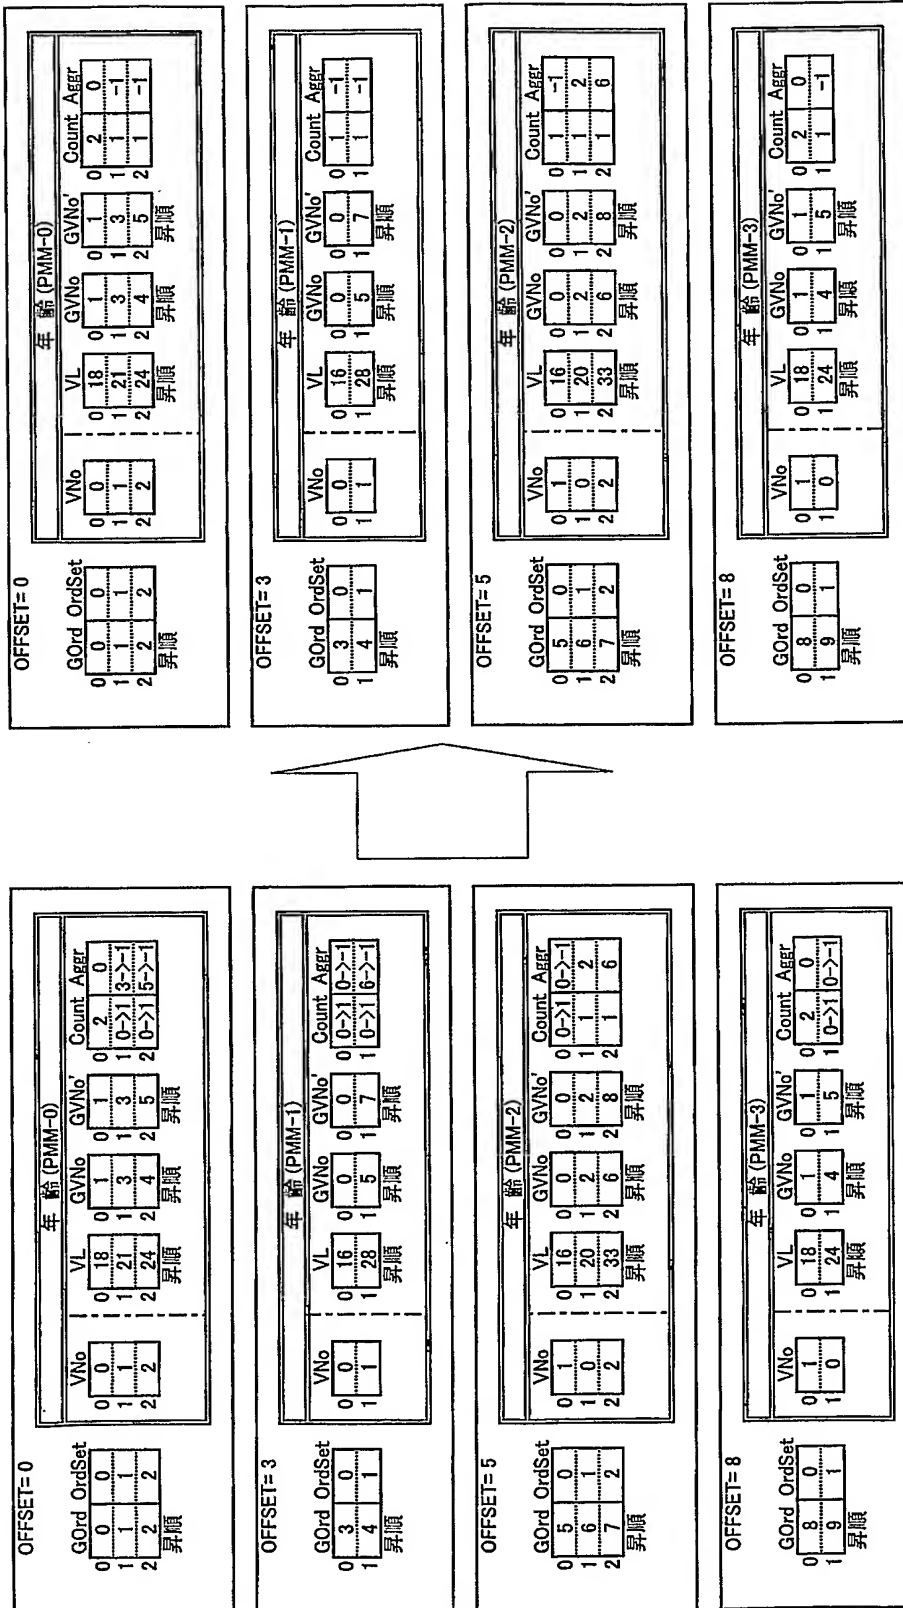 OFFSET= 0
年 齢 (PMM-0)
GOrd OrdSet VNo VL GVNo GVNo' Count Aggr
0 0 0 0 0 0 18 0 1 0 1 0 2 0
1 1 1 1 1 1 21 1 3 1 3 1 0->1 3->-1
2 2 2 2 2 2 24 2 4 2 5 2 0->1 5->-1
昇順 昇順 昇順 昇順
OFFSET= 3
年 齢 (PMM-1)
GOrd OrdSet VNo VL GVNo GVNo' Count Aggr
0 3 0 0 0 0 16 0 0 0 0 0 0->1 0->-1
1 4 1 1 1 1 28 1 5 1 7 1 0->1 6->-1
昇順 昇順 昇順 昇順
OFFSET= 5
年 齢 (PMM-2)
GOrd OrdSet VNo VL GVNo GVNo' Count Aggr
0 5 0 0 1 0 16 0 0 0 0 0 0->1 0->-1
1 6 1 1 0 1 20 1 2 1 2 1 1 2
2 7 2 2 2 2 33 2 6 2 8 2 1 6
昇順 昇順 昇順 昇順
OFFSET= 8
年 齢 (PMM-3)
GOrd OrdSet VNo VL GVNo GVNo' Count Aggr
0 8 0 0 1 0 18 0 1 0 1 0 2 0
1 9 1 1 0 1 24 1 4 1 5 1 0->1 0->-1
昇順 昇順 昇順 昇順
OFFSET= 0
年 齢 (PMM-0)
GOrd OrdSet VNo VL GVNo GVNo' Count Aggr
0 0 0 0 0 0 18 0 1 0 1 0 2 0
1 1 1 1 1 1 21 1 3 1 3 1 1 -1
2 2 2 2 2 2 24 2 4 2 5 2 1 -1
昇順 昇順 昇順 昇順
OFFSET= 3
年 齢 (PMM-1)
GOrd OrdSet VNo VL GVNo GVNo' Count Aggr
0 3 0 0 0 0 16 0 0 0 0 0 1 -1
1 4 1 1 1 1 28 1 5 1 7 1 1 -1
昇順 昇順 昇順 昇順
OFFSET= 5
年 齢 (PMM-2)
GOrd OrdSet VNo VL GVNo GVNo' Count Aggr
0 5 0 0 1 0 16 0 0 0 0 0 1 -1
1 6 1 1 0 1 20 1 2 1 2 1 1 2
2 7 2 2 2 2 33 2 6 2 8 2 1 6
昇順 昇順 昇順 昇順
OFFSET= 8
年 齢 (PMM-3)
GOrd OrdSet VNo VL GVNo GVNo' Count Aggr
0 8 0 0 1 0 18 0 1 0 1 0 2 0
1 9 1 1 0 1 24 1 4 1 5 1 1 -1
昇順 昇順 昇順 昇順